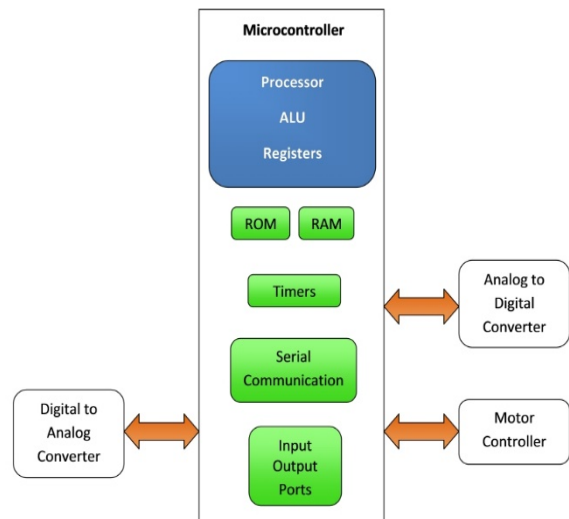 Microcontroller
Processor
ALU
Registers
ROM
RAM
Timers
Analog to
Digital
Converter
Serial
Communication
Digital to
Analog
Converter
Motor
Controller
Input
Output
Ports